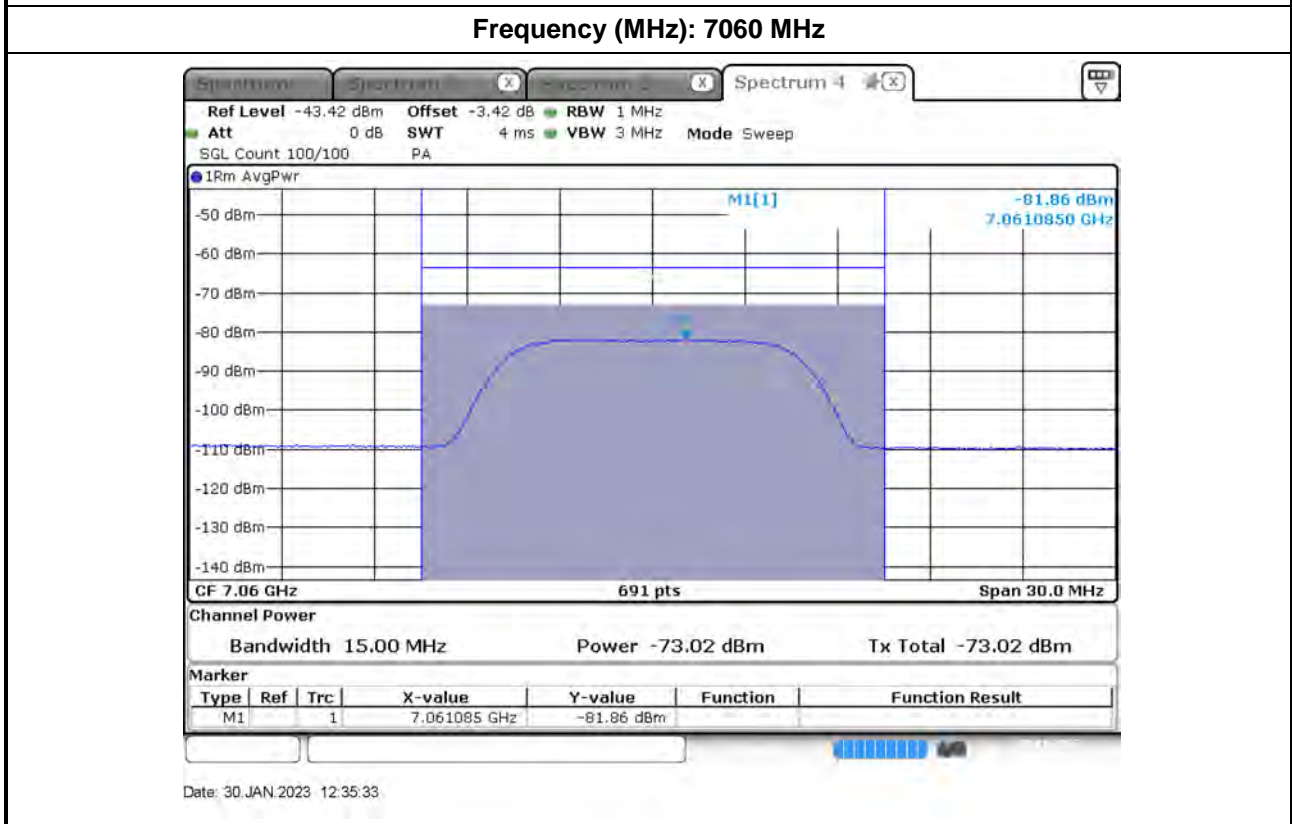 Frequency (MHz): 7060 MHz
Spectrum 4
Ref Level -43.42 dBm Offset -3.42 dB RBW 1 MHz
Att 0 dB SWT 4 ms VBW 3 MHz Mode Sweep
SGL Count 100/100 PA
1Rm AvgPwr
M1[1] -81.86 dBm
7.0610850 GHz
-50 dBm
-60 dBm
-70 dBm
-80 dBm
-90 dBm
-100 dBm
-110 dBm
-120 dBm
-130 dBm
-140 dBm
CF 7.06 GHz 691 pts Span 30.0 MHz
Channel Power
Bandwidth 15.00 MHz Power -73.02 dBm Tx Total -73.02 dBm
Marker
Type Ref Trc X-value Y-value Function Function Result
M1 1 7.061085 GHz -81.86 dBm
Date: 30.JAN.2023 12:35:33